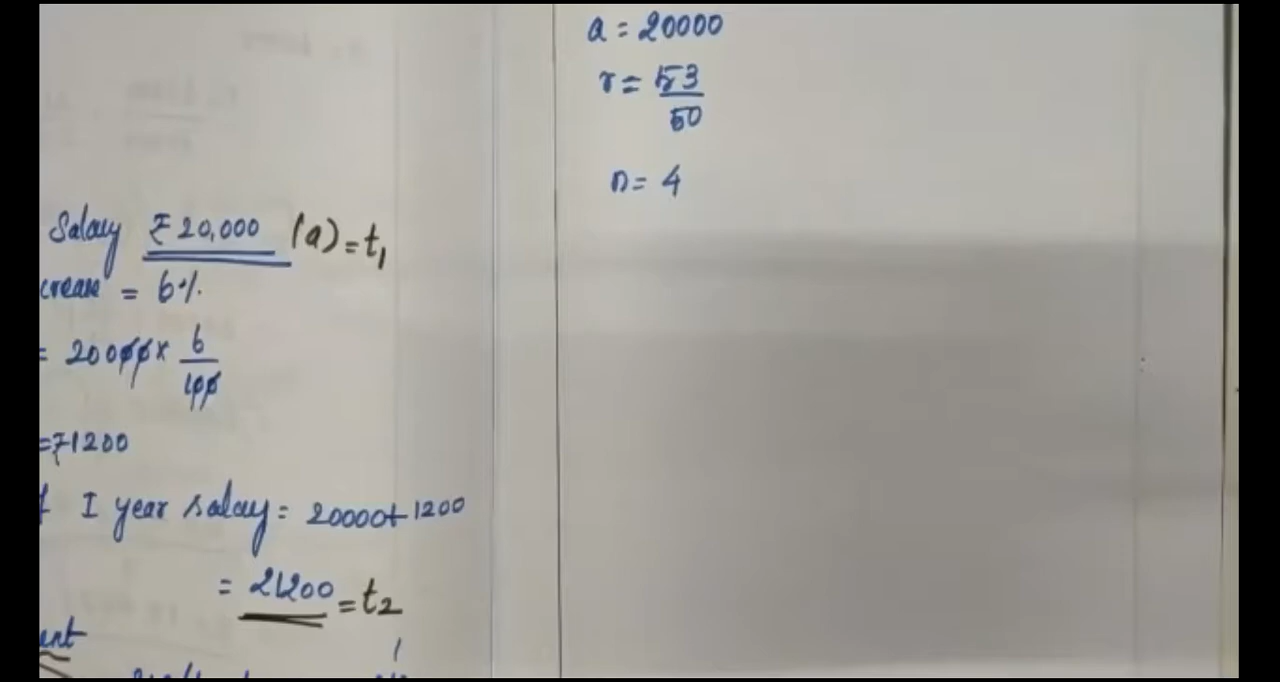 Salary ₹20,000 (a) = t₁
crease = 6%
= 20000 × 6/100
= ₹1200
I year salary = 20000 + 1200
= 21200 = t₂
ent
a = 20000
r = 53/50
n = 4